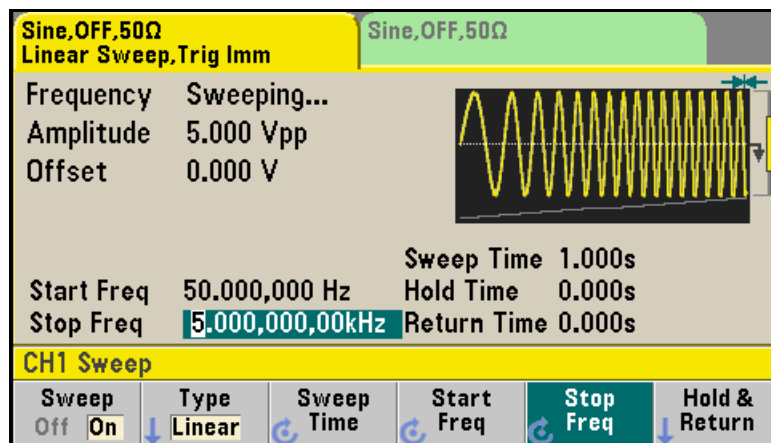 Sine,OFF,50Ω
Linear Sweep,Trig Imm
Sine,OFF,50Ω
Frequency Sweeping...
Amplitude 5.000 Vpp
Offset 0.000 V
Sweep Time 1.000s
Start Freq 50.000,000 Hz Hold Time 0.000s
Stop Freq 5.000,000,00kHz Return Time 0.000s
CH1 Sweep
Sweep
Off On
Type
Linear
Sweep
Time
Start
Freq
Stop
Freq
Hold &
Return